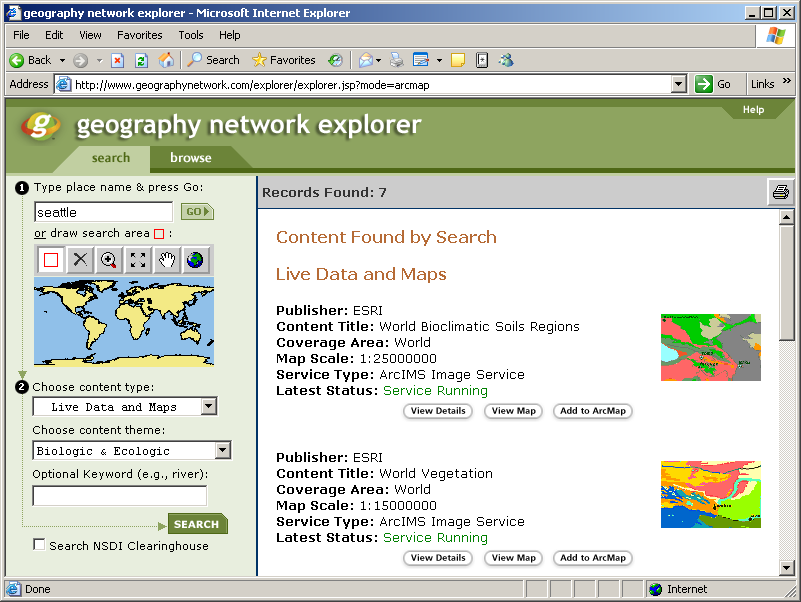 geography network explorer - Microsoft Internet Explorer
File Edit View Favorites Tools Help
Back Search Favorites
Address http://www.geographynetwork.com/explorer/explorer.jsp?mode=arcmap Go Links »
g geography network explorer Help
search browse
1 Type place name & press Go:
seattle GO
or draw search area :
2 Choose content type:
Live Data and Maps
Choose content theme:
Biologic & Ecologic
Optional Keyword (e.g., river):
SEARCH
Search NSDI Clearinghouse
Records Found: 7
Content Found by Search
Live Data and Maps
Publisher: ESRI
Content Title: World Bioclimatic Soils Regions
Coverage Area: World
Map Scale: 1:25000000
Service Type: ArcIMS Image Service
Latest Status: Service Running
View Details View Map Add to ArcMap
Publisher: ESRI
Content Title: World Vegetation
Coverage Area: World
Map Scale: 1:15000000
Service Type: ArcIMS Image Service
Latest Status: Service Running
View Details View Map Add to ArcMap
Done Internet